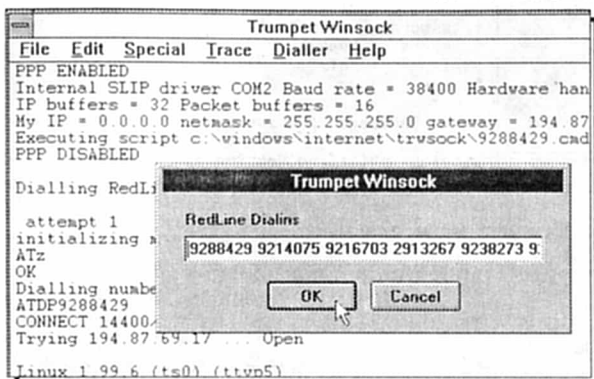 Trumpet Winsock
File Edit Special Trace Dialler Help
PPP ENABLED
Internal SLIP driver COM2 Baud rate = 38400 Hardware han
IP buffers = 32 Packet buffers = 16
My IP = 0.0.0.0 netmask = 255.255.255.0 gateway = 194.87
Executing script c:\windows\internet\trwsock\9288429.cmd
PPP DISABLED
Dialling RedLi
attempt 1
initializing m
ATz
OK
Dialling numbe
ATDP9288429
CONNECT 14400/
Trying 194.87.69.17 ... Open
Linux 1.99.6 (ts0) (ttyp5)
Trumpet Winsock
RedLine Dialins
9288429 9214075 9216703 2913267 9238273 9
OK Cancel